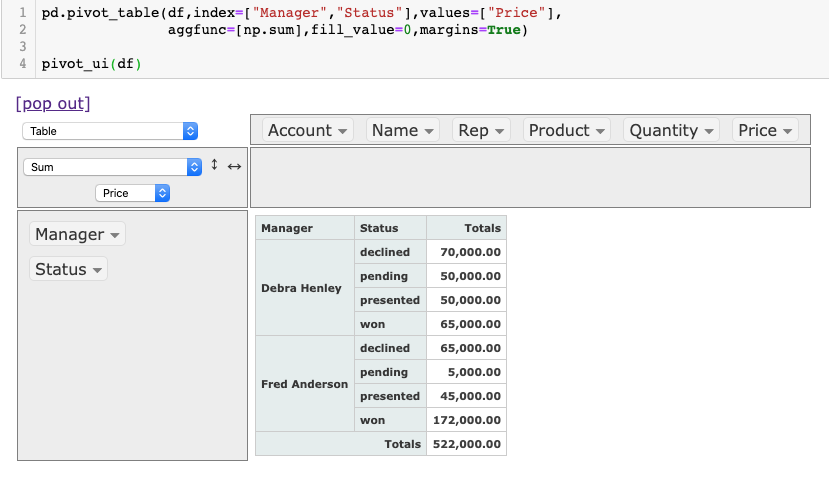 1 pd.pivot_table(df,index=["Manager","Status"],values=["Price"],
2 aggfunc=[np.sum],fill_value=0,margins=True)
3
4 pivot_ui(df)
[pop out]
Table
Account Name Rep Product Quantity Price
Sum ↕ ↔
Price
Manager
Status
Manager Status Totals
Debra Henley declined 70,000.00
pending 50,000.00
presented 50,000.00
won 65,000.00
Fred Anderson declined 65,000.00
pending 5,000.00
presented 45,000.00
won 172,000.00
Totals 522,000.00